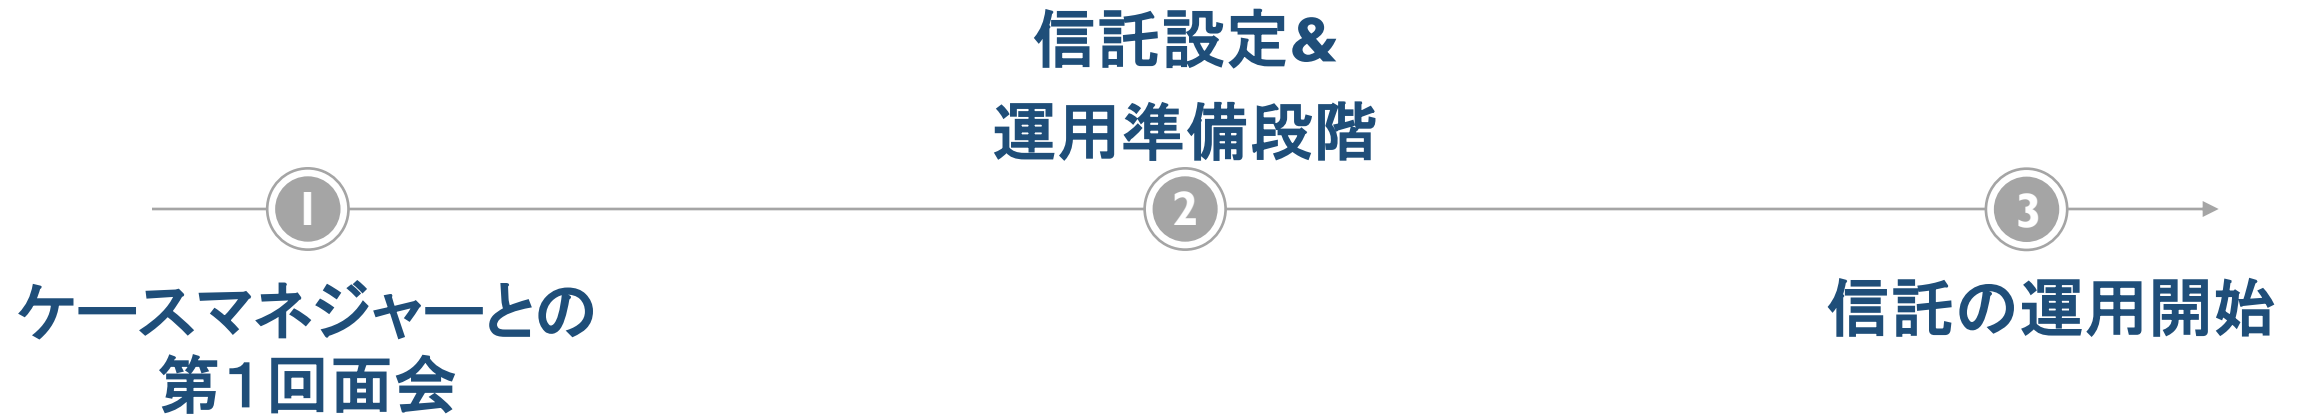 信託設定&
運用準備段階
1
2
3
ケースマネジャーとの
第1回面会
信託の運用開始